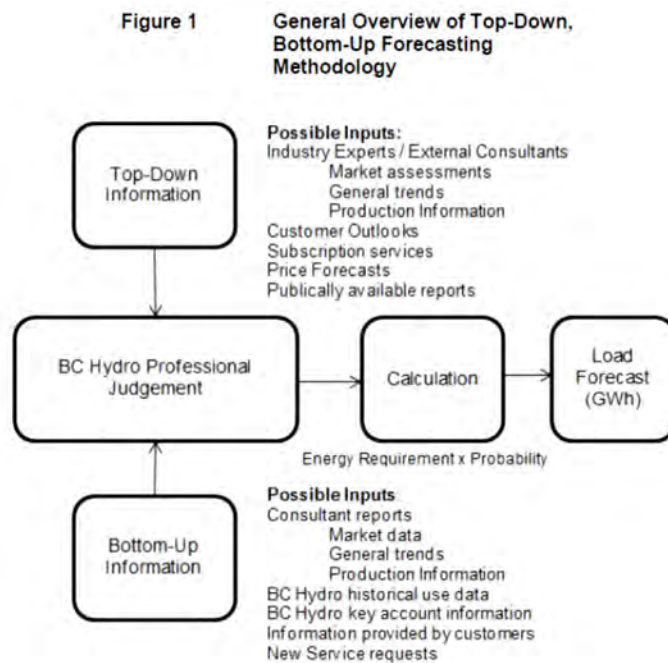 Figure 1
General Overview of Top-Down,
Bottom-Up Forecasting
Methodology
Top-Down
Information
Possible Inputs:
Industry Experts / External Consultants
Market assessments
General trends
Production Information
Customer Outlooks
Subscription services
Price Forecasts
Publically available reports
BC Hydro Professional
Judgement
Calculation
Load
Forecast
(GWh)
Energy Requirement x Probability
Bottom-Up
Information
Possible Inputs
Consultant reports
Market data
General trends
Production Information
BC Hydro historical use data
BC Hydro key account information
Information provided by customers
New Service requests